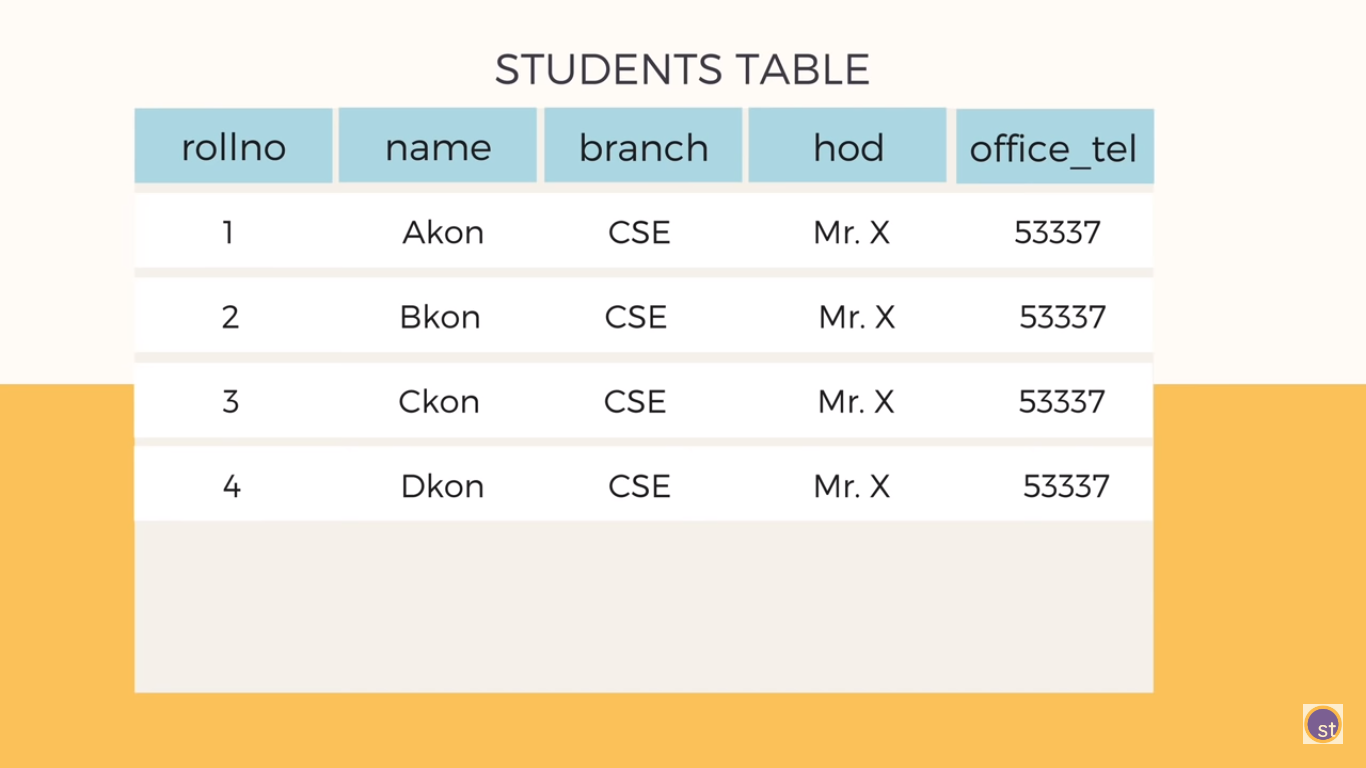 STUDENTS TABLE
rollno name branch hod office_tel
1 Akon CSE Mr. X 53337
2 Bkon CSE Mr. X 53337
3 Ckon CSE Mr. X 53337
4 Dkon CSE Mr. X 53337
st